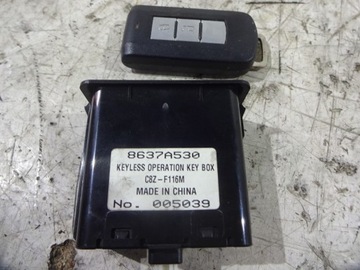 8637A530
KEYLESS OPERATION KEY BOX
C8Z-F116M
MADE IN CHINA
No. 005039